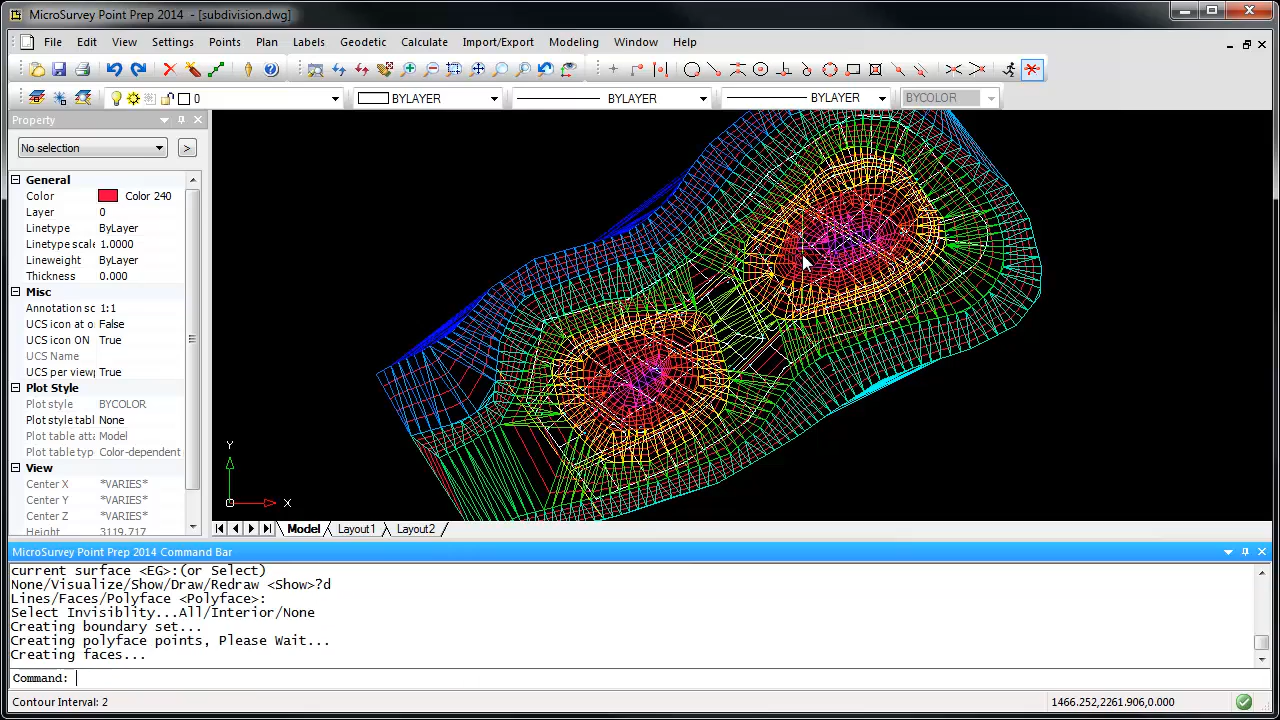 MicroSurvey Point Prep 2014 - [subdivision.dwg]
File Edit View Settings Points Plan Labels Geodetic Calculate Import/Export Modeling Window Help
0 BYLAYER BYLAYER BYLAYER BYCOLOR
Property
No selection >
General
Color Color 240
Layer 0
Linetype ByLayer
Linetype scale 1.0000
Lineweight ByLayer
Thickness 0.000
Misc
Annotation sc 1:1
UCS icon at o False
UCS icon ON True
UCS Name
UCS per viewp True
Plot Style
Plot style BYCOLOR
Plot style tabl None
Plot table atta Model
Plot table typ Color-dependent
View
Center X *VARIES*
Center Y *VARIES*
Center Z *VARIES*
Height 3119.717
Y
X
Model Layout1 Layout2
MicroSurvey Point Prep 2014 Command Bar
current surface <EG>:(or Select)
None/Visualize/Show/Draw/Redraw <Show>?d
Lines/Faces/Polyface <Polyface>:
Select Invisiblity...All/Interior/None
Creating boundary set...
Creating polyface points, Please Wait...
Creating faces...
Command:
Contour Interval: 2 1466.252,2261.906,0.000